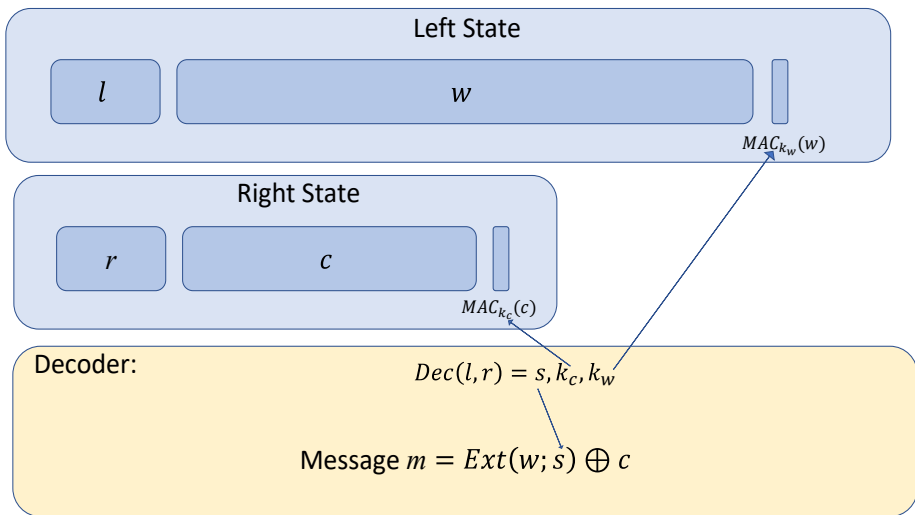 Left State
l
w
MAC_{k_w}(w)
Right State
r
c
MAC_{k_c}(c)
Decoder:
Dec(l, r) = s, k_c, k_w
Message m = Ext(w; s) ⊕ c